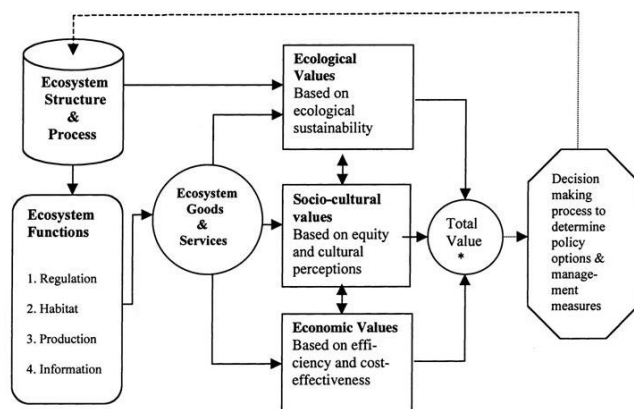 Ecosystem
Structure
&
Process
Ecosystem
Functions
1. Regulation
2. Habitat
3. Production
4. Information
Ecosystem
Goods
&
Services
Ecological
Values
Based on
ecological
sustainability
Socio-cultural
values
Based on equity
and cultural
perceptions
Economic Values
Based on effi-
ciency and cost-
effectiveness
Total
Value
*
Decision
making
process to
determine
policy
options &
manage-
ment
measures